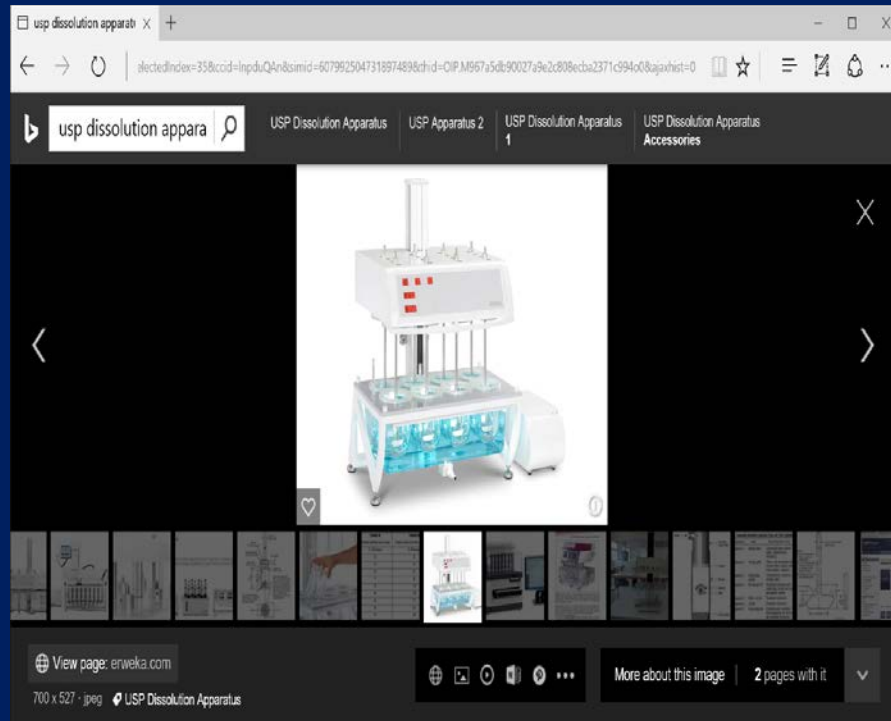 usp dissolution apparat
electedIndex=35&ccid=InpduQAn&simid=607992504731897489&thid=OIP.M967a5db90027a9e2c808ecba2371c994o0&ajaxhist=0
usp dissolution appara
USP Dissolution Apparatus
USP Apparatus 2
USP Dissolution Apparatus
1
USP Dissolution Apparatus
Accessories
View page: erweka.com
700 x 527 · jpeg
USP Dissolution Apparatus
More about this image
2 pages with it